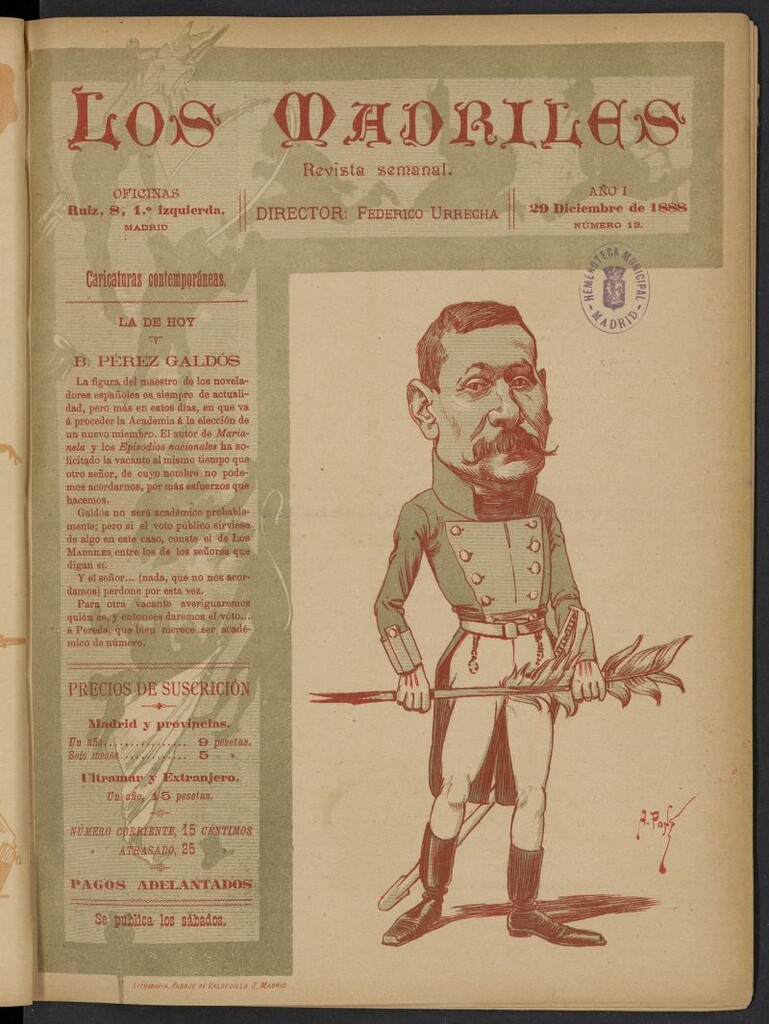 LOS MADRILES
Revista semanal.
OFICINAS
Ruiz, 8, 1.º izquierda.
MADRID
DIRECTOR: FEDERICO URRECHA
AÑO I
29 Diciembre de 1888
NÚMERO 13.
HEMEROTECA MUNICIPAL
MADRID
Caricaturas contemporáneas.
LA DE HOY
B. PÉREZ GALDÓS
La figura del maestro de los novela-
dores españoles es siempre de actuali-
dad, pero más en estos días, en que va
á proceder la Academia á la elección de
un nuevo miembro. El autor de Maria-
nela y los Episodios nacionales ha so-
licitado la vacante al mismo tiempo que
otro señor, de cuyo nombre no pode-
mos acordarnos, por más esfuerzos que
hacemos.
Galdós no será académico probable-
mente; pero si el voto público sirviese
de algo en este caso, conste el de LOS
MADRILES entre los de los señores que
digan sí.
Y el señor... (nada, que no nos acor-
damos) perdone por esta vez.
Para otra vacante averiguaremos
quién es, y entonces daremos el voto...
á Pereda, que bien merece ser acadé-
mico de número.
PRECIOS DE SUSCRICIÓN
Madrid y provincias.
Un año................ 9 pesetas.
Seis meses............ 5 »
Ultramar y Extranjero.
Un año, 15 pesetas.
NÚMERO CORRIENTE, 15 CÉNTIMOS
» ATRASADO, 25 »
PAGOS ADELANTADOS
Se publica los sábados.
A. Pons
LITOGRAFÍA, PASAJE DE VALDECILLA, 2, MADRID